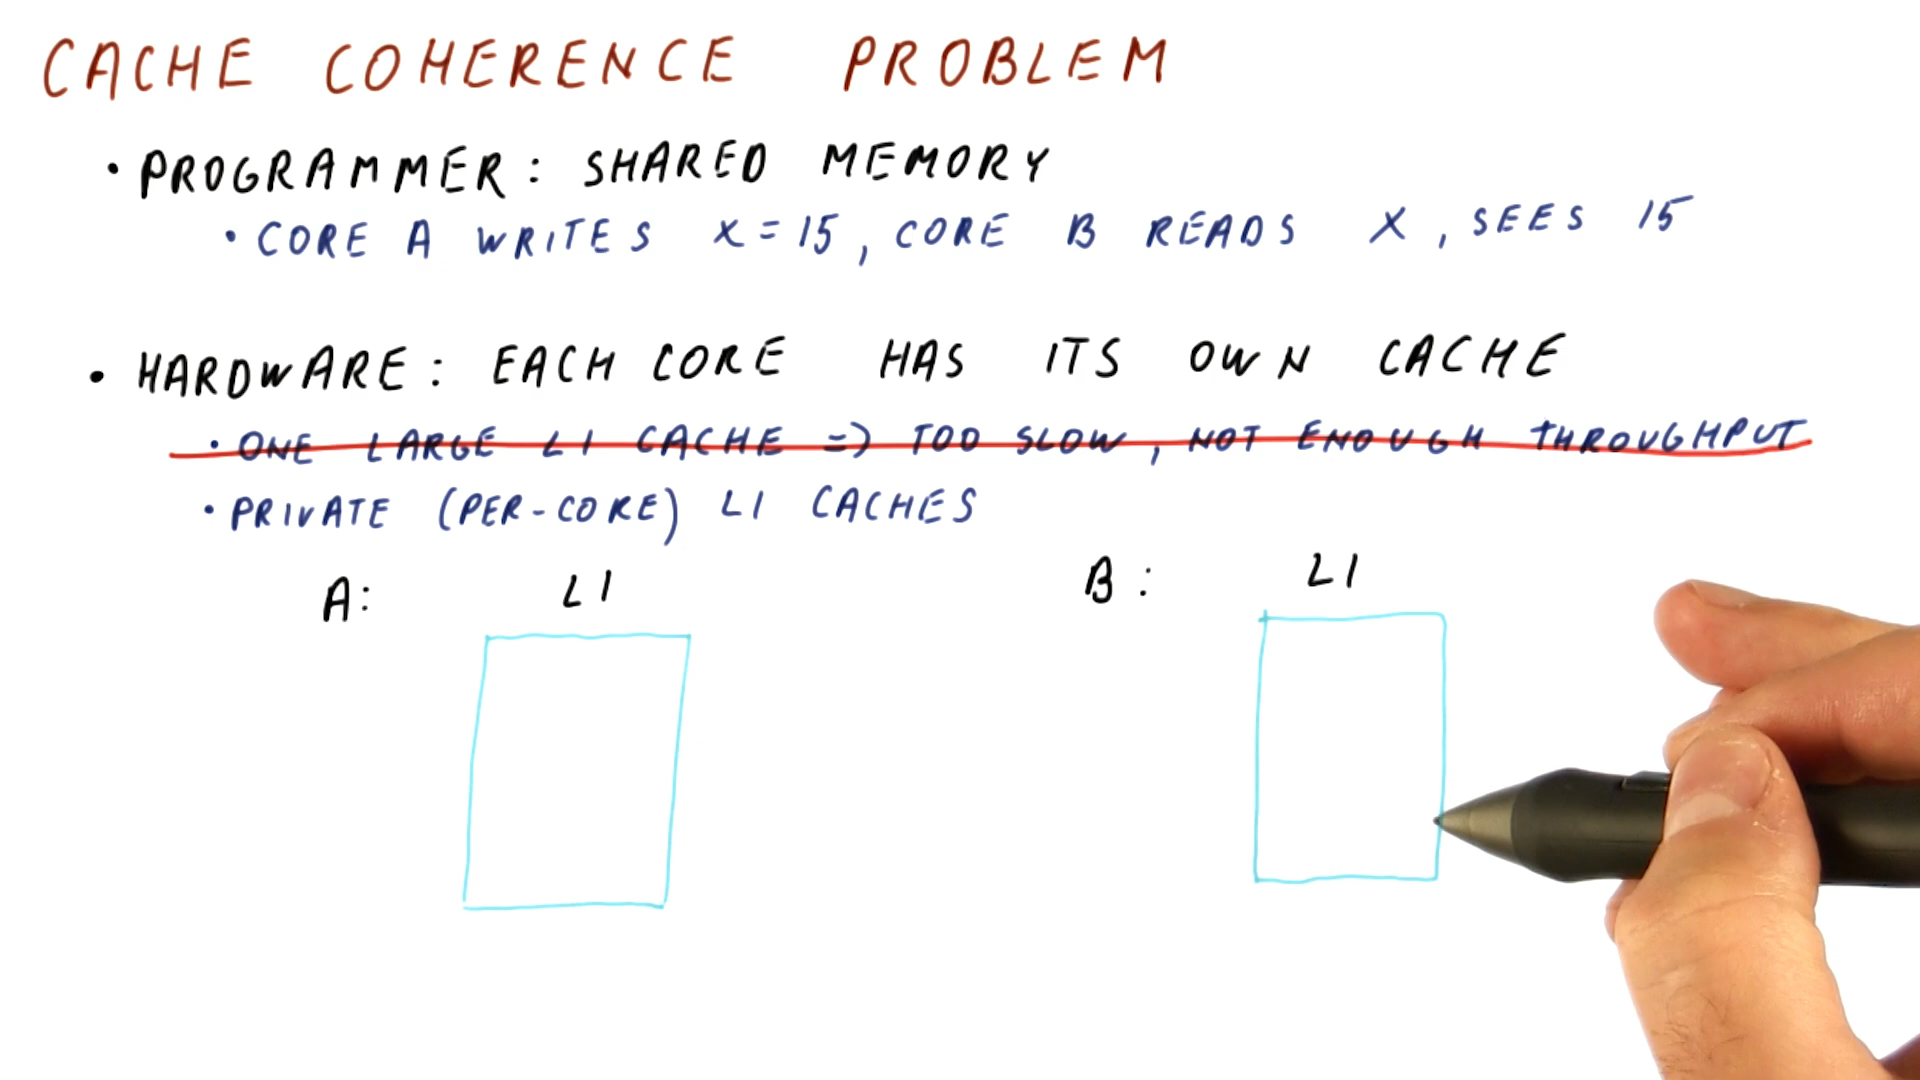 CACHE COHERENCE PROBLEM
• PROGRAMMER: SHARED MEMORY
• CORE A WRITES X=15, CORE B READS X, SEES 15
• HARDWARE: EACH CORE HAS ITS OWN CACHE
• ONE LARGE L1 CACHE => TOO SLOW, NOT ENOUGH THROUGHPUT
• PRIVATE (PER-CORE) L1 CACHES
A: L1 B: L1